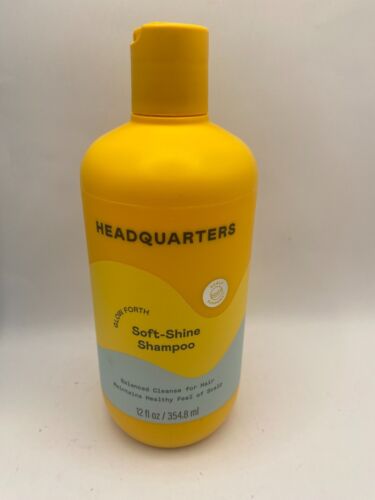 HEADQUARTERS
GLOW FORTH
Soft-Shine
Shampoo
Balanced Cleanse for Hair
Maintains Healthy Feel of Scalp
12 fl oz / 354.8 ml